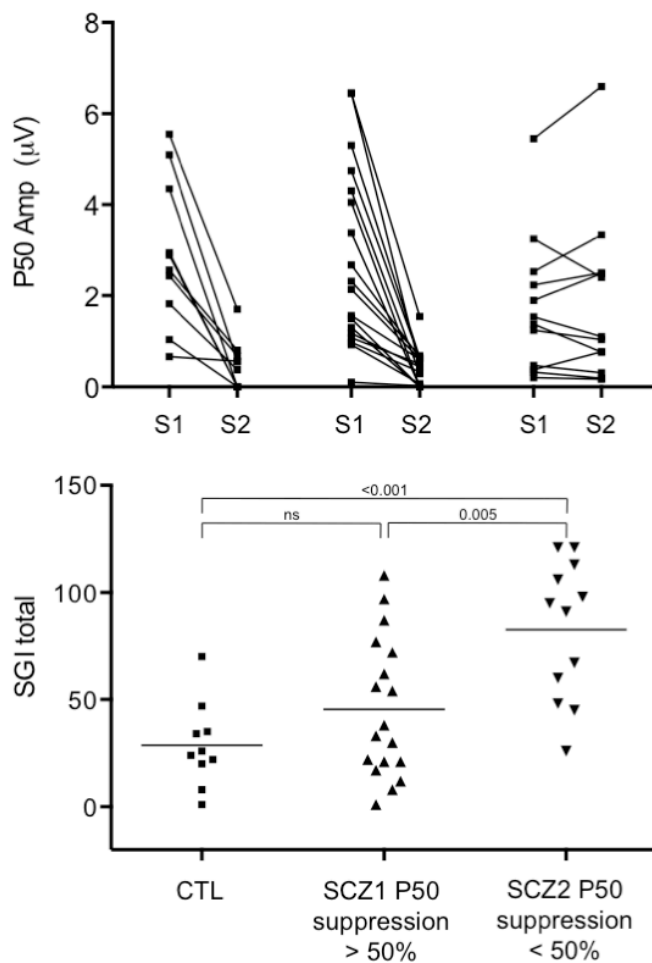 8
6
P50 Amp (μV)
4
2
0
S1 S2 S1 S2 S1 S2
150
<0.001
ns 0.005
100
SGI total
50
0
CTL SCZ1 P50 SCZ2 P50
suppression suppression
> 50% < 50%